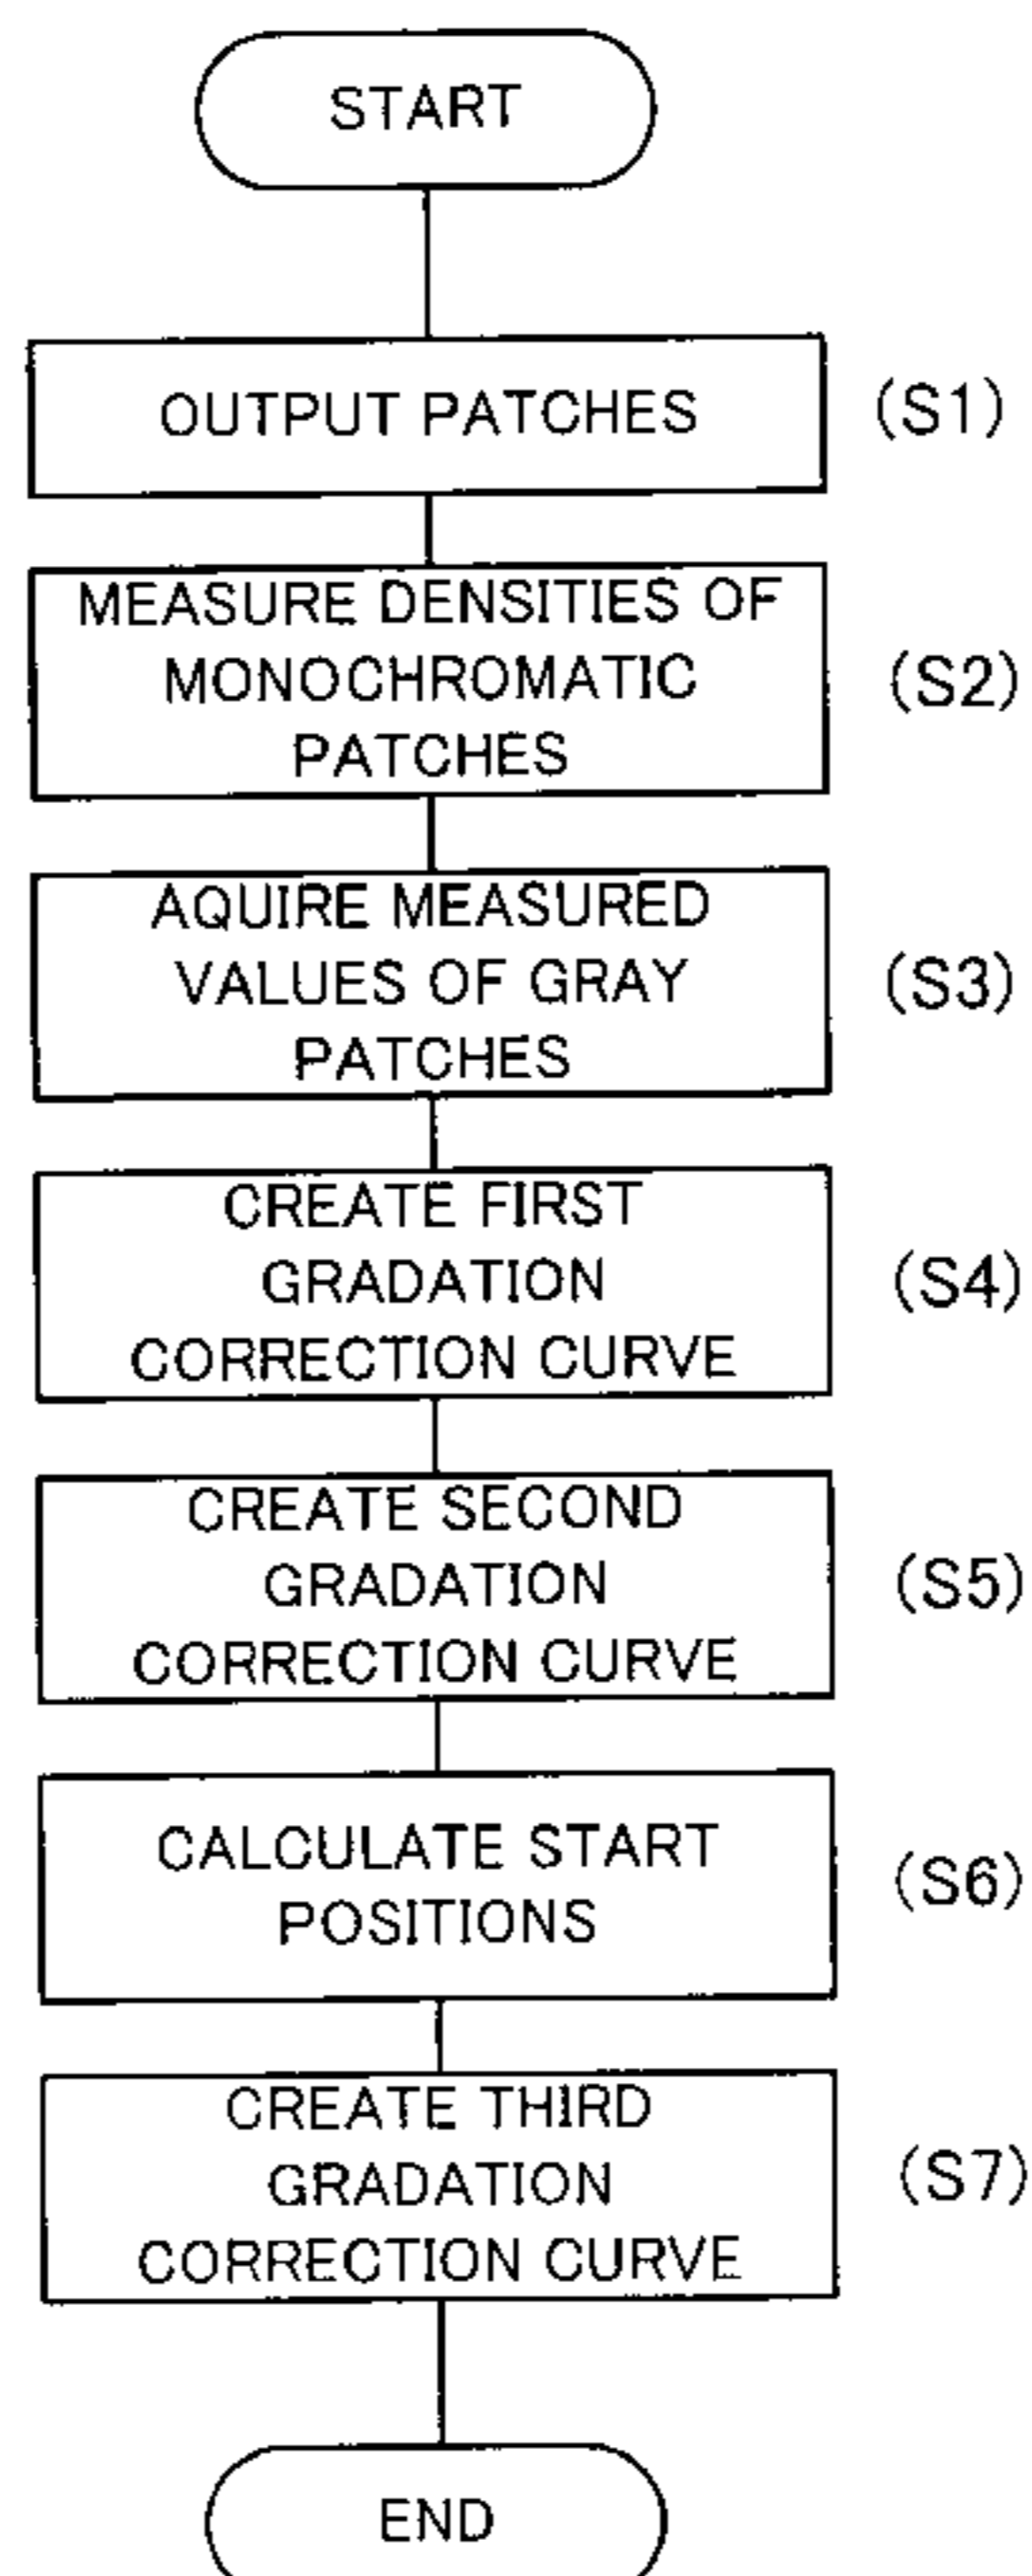 START
OUTPUT PATCHES
(S1)
MEASURE DENSITIES OF
MONOCHROMATIC
PATCHES
(S2)
AQUIRE MEASURED
VALUES OF GRAY
PATCHES
(S3)
CREATE FIRST
GRADATION
CORRECTION CURVE
(S4)
CREATE SECOND
GRADATION
CORRECTION CURVE
(S5)
CALCULATE START
POSITIONS
(S6)
CREATE THIRD
GRADATION
CORRECTION CURVE
(S7)
END